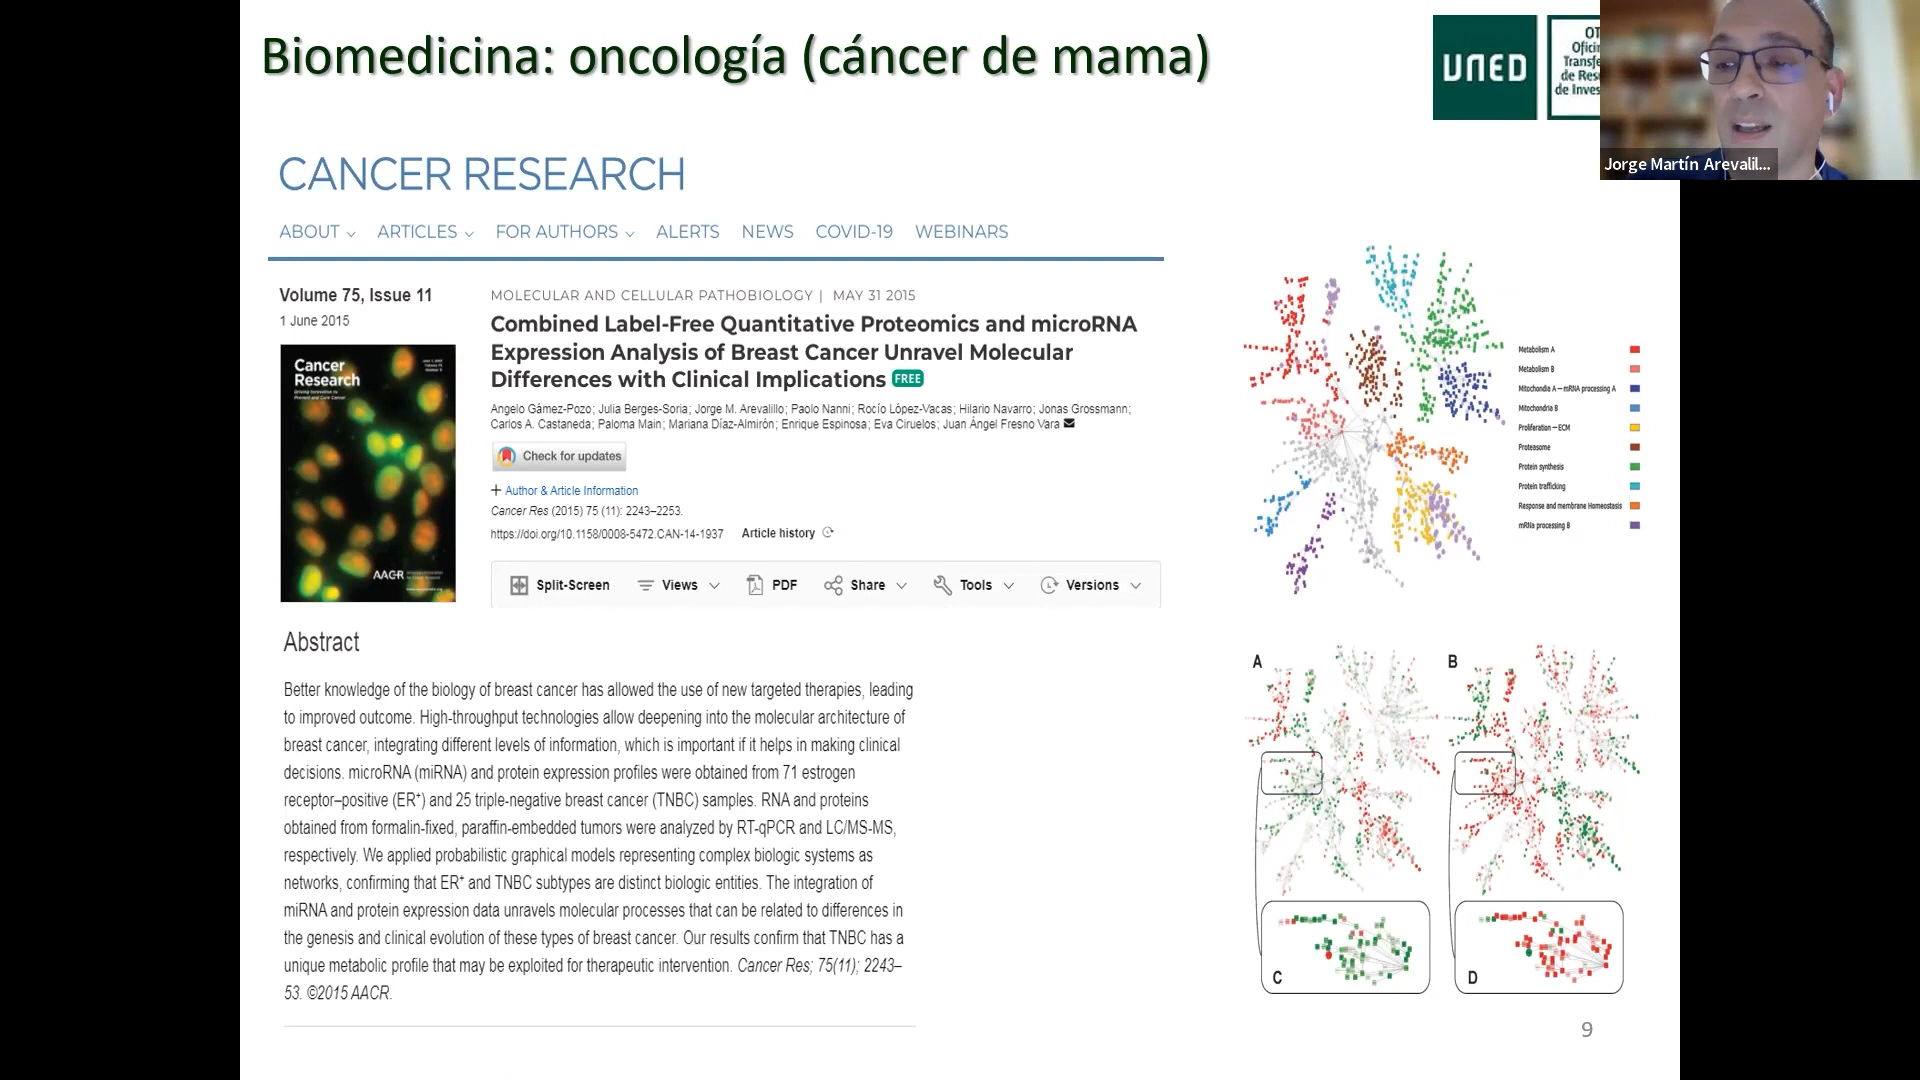 Biomedicina: oncología (cáncer de mama)
UNED
OT
Ofici
Transfe
de Res
de Inves
Jorge Martín Arevalil...
CANCER RESEARCH
ABOUT ARTICLES FOR AUTHORS ALERTS NEWS COVID-19 WEBINARS
Volume 75, Issue 11
1 June 2015
Cancer
Research
AACR
MOLECULAR AND CELLULAR PATHOBIOLOGY | MAY 31 2015
Combined Label-Free Quantitative Proteomics and microRNA
Expression Analysis of Breast Cancer Unravel Molecular
Differences with Clinical Implications FREE
Angelo Gámez-Pozo; Julia Berges-Soria; Jorge M. Arevalillo; Paolo Nanni; Rocío López-Vacas; Hilario Navarro; Jonas Grossmann;
Carlos A. Castaneda; Paloma Main; Mariana Díaz-Almirón; Enrique Espinosa; Eva Ciruelos; Juan Ángel Fresno Vara
Check for updates
+ Author & Article Information
Cancer Res (2015) 75 (11): 2243–2253.
https://doi.org/10.1158/0008-5472.CAN-14-1937 Article history
Split-Screen Views PDF Share Tools Versions
Abstract
Better knowledge of the biology of breast cancer has allowed the use of new targeted therapies, leading
to improved outcome. High-throughput technologies allow deepening into the molecular architecture of
breast cancer, integrating different levels of information, which is important if it helps in making clinical
decisions. microRNA (miRNA) and protein expression profiles were obtained from 71 estrogen
receptor–positive (ER⁺) and 25 triple-negative breast cancer (TNBC) samples. RNA and proteins
obtained from formalin-fixed, paraffin-embedded tumors were analyzed by RT-qPCR and LC/MS-MS,
respectively. We applied probabilistic graphical models representing complex biologic systems as
networks, confirming that ER⁺ and TNBC subtypes are distinct biologic entities. The integration of
miRNA and protein expression data unravels molecular processes that can be related to differences in
the genesis and clinical evolution of these types of breast cancer. Our results confirm that TNBC has a
unique metabolic profile that may be exploited for therapeutic intervention. Cancer Res; 75(11); 2243–
53. ©2015 AACR.
Metabolism A
Metabolism B
Mitochondia A—mRNA processing A
Mitochondia B
Proliferation—ECM
Proteasome
Protein synthesis
Protein trafficking
Response and membrane Homeostasis
mRNa processing B
A
B
C
D
9